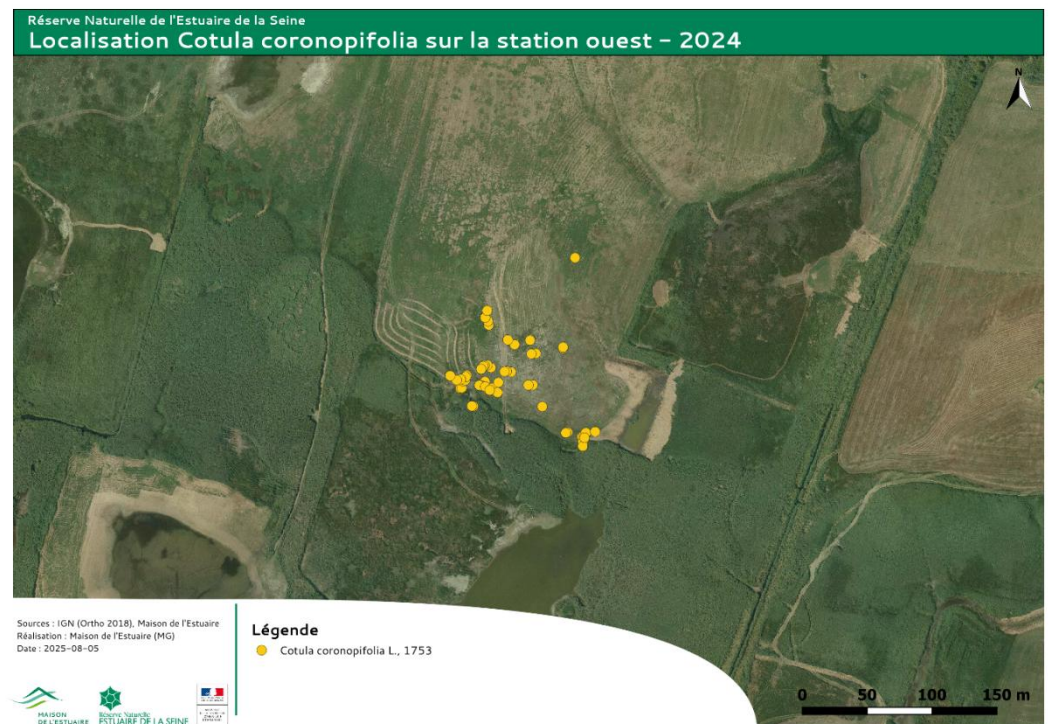 Réserve Naturelle de l'Estuaire de la Seine
Localisation Cotula coronopifolia sur la station ouest - 2024
N
Sources : IGN (Ortho 2018), Maison de l'Estuaire
Réalisation : Maison de l'Estuaire (MG)
Date : 2025-08-05
Légende
Cotula coronopifolia L., 1753
0 50 100 150 m
MAISON
DE L'ESTUAIRE
Réserve Naturelle
ESTUAIRE DE LA SEINE